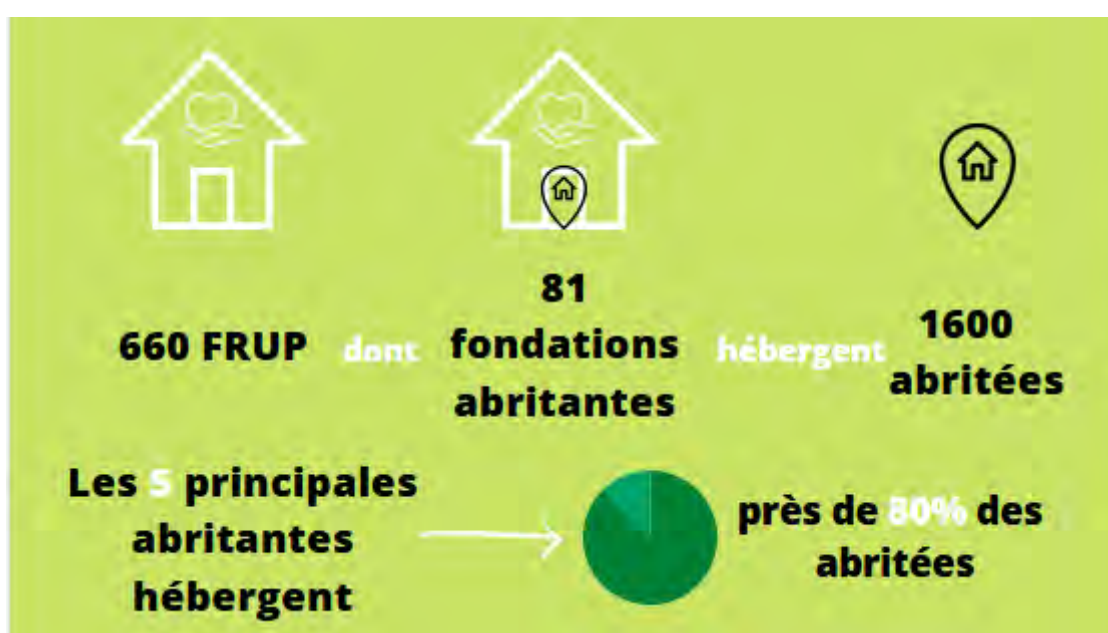 660 FRUP dont 81 fondations abritantes hébergent 1600 abritées
Les 5 principales
abritantes
hébergent
près de 80% des
abritées